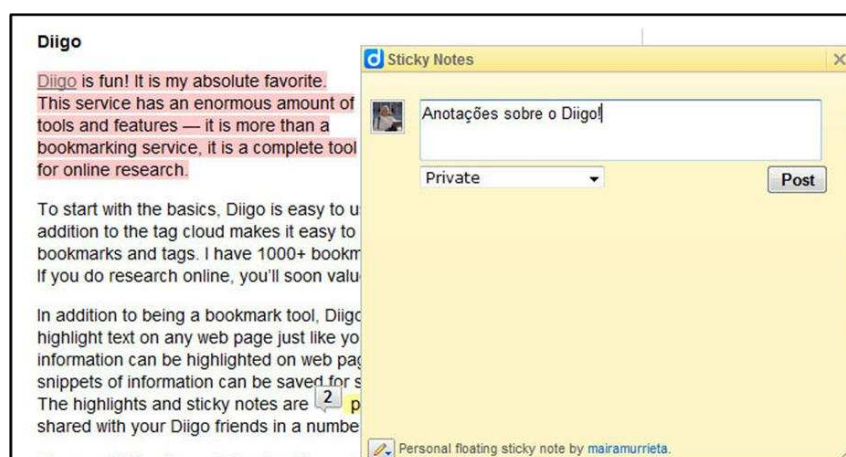 Diigo
Diigo is fun! It is my absolute favorite.
This service has an enormous amount of
tools and features — it is more than a
bookmarking service, it is a complete tool
for online research.
To start with the basics, Diigo is easy to u
addition to the tag cloud makes it easy to
bookmarks and tags. I have 1000+ bookm
If you do research online, you'll soon valu
In addition to being a bookmark tool, Diigo
highlight text on any web page just like yo
information can be highlighted on web pag
snippets of information can be saved for s
The highlights and sticky notes are 2 p
shared with your Diigo friends in a numbe
d Sticky Notes
Anotações sobre o Diigo!
Private
Post
Personal floating sticky note by mairamurrieta.